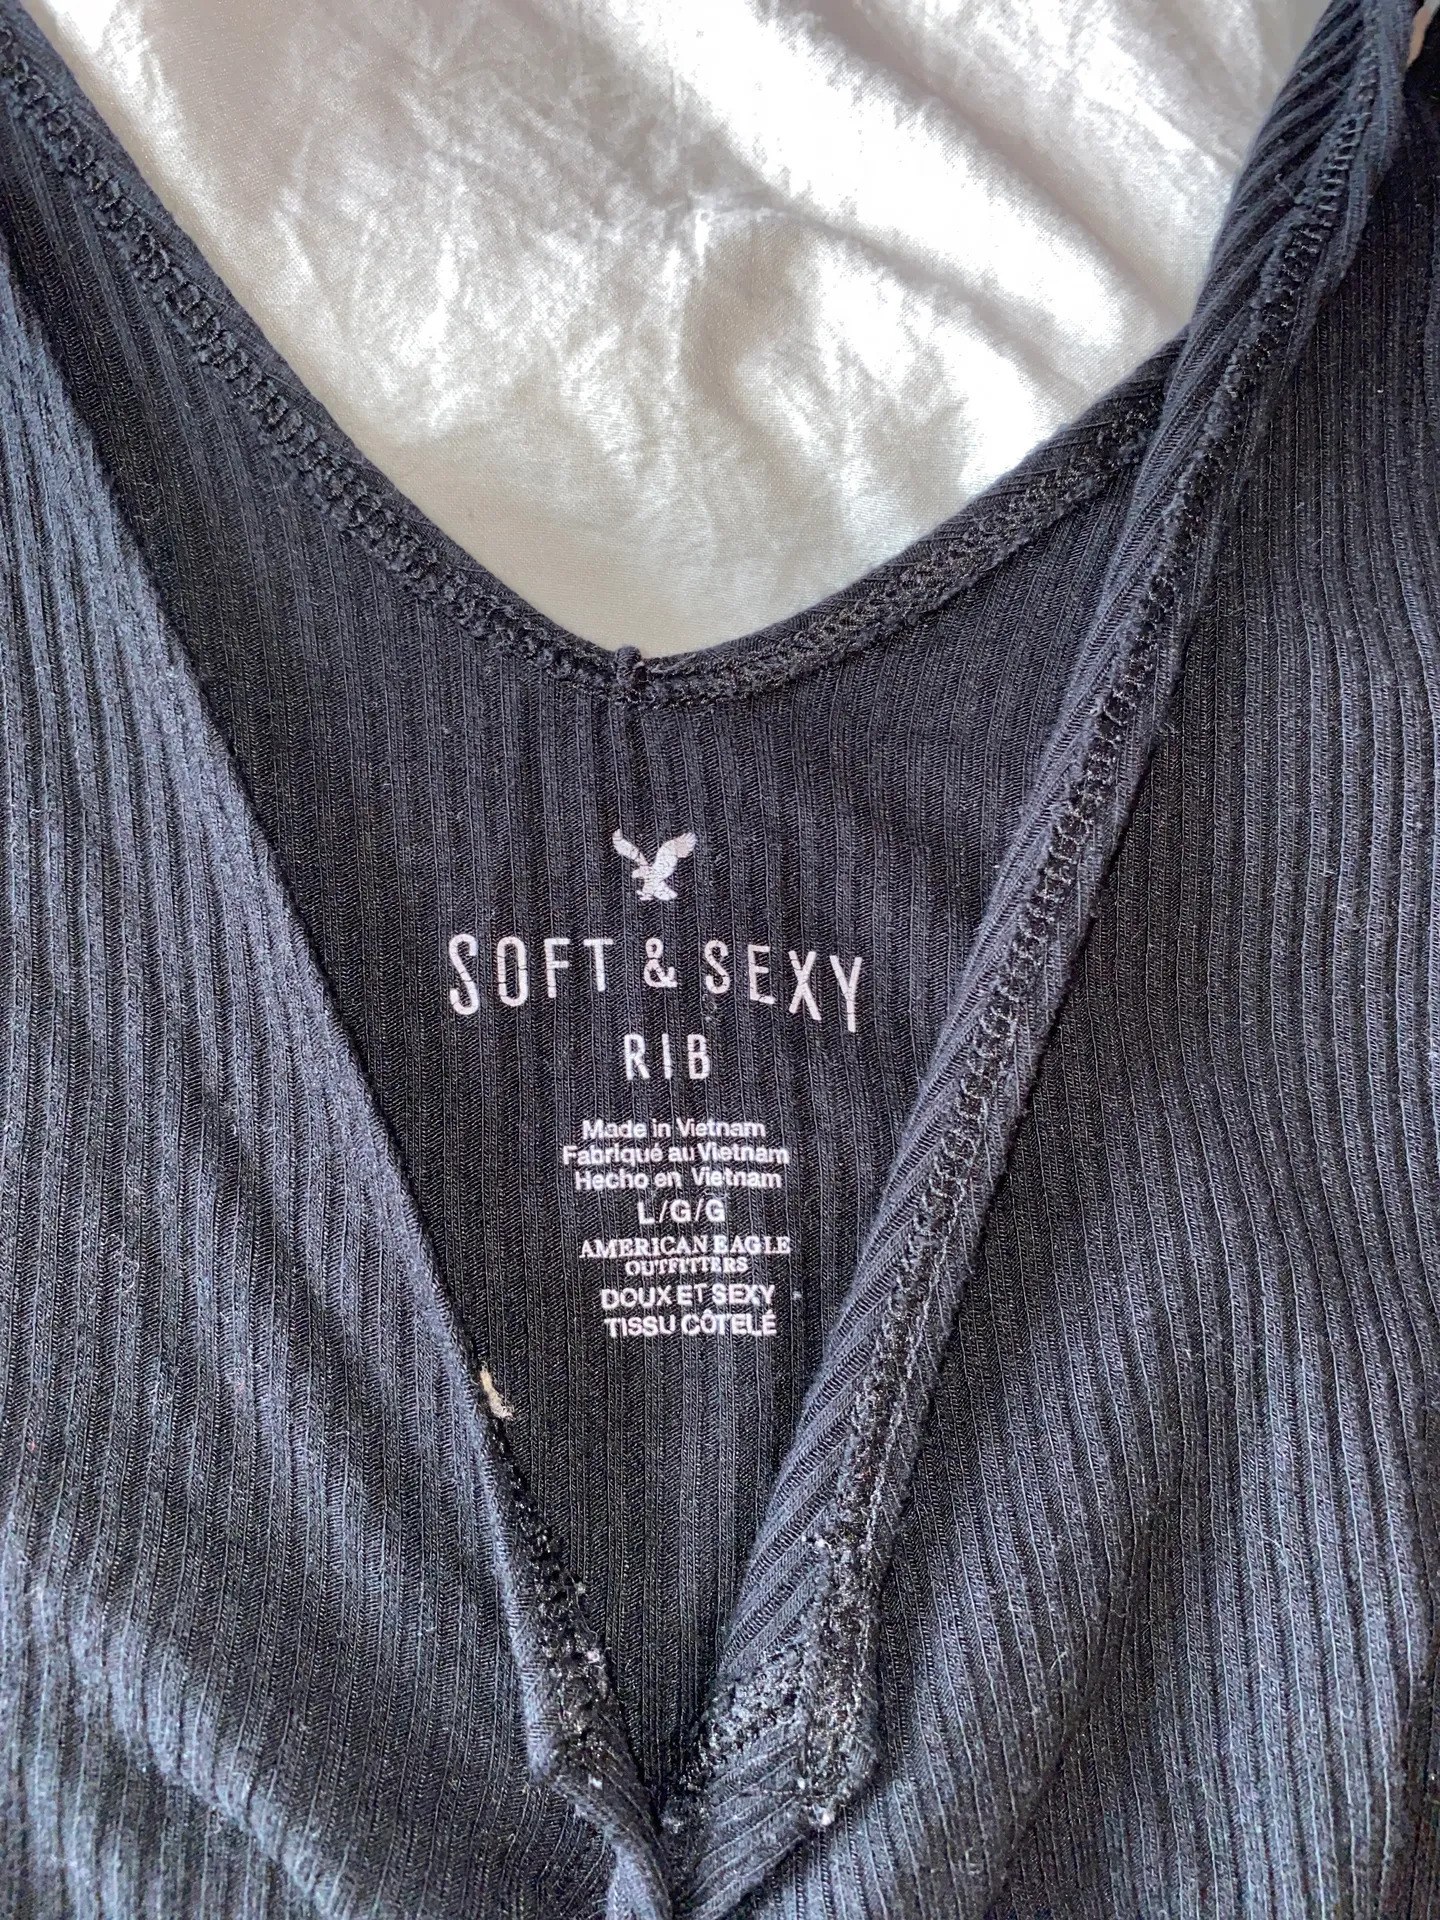 SOFT & SEXY
RIB
Made in Vietnam
Fabriqué au Vietnam
Hecho en Vietnam
L/G/G
AMERICAN EAGLE
OUTFITTERS
DOUX ET SEXY
TISSU CÔTELÉ